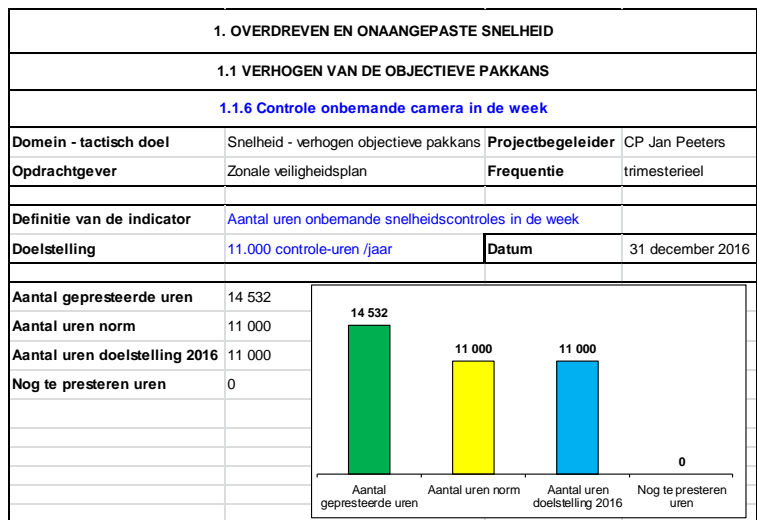 1. OVERDREVEN EN ONAANGEPASTE SNELHEID
1.1 VERHOGEN VAN DE OBJECTIEVE PAKKANS
1.1.6 Controle onbemande camera in de week
Domein - tactisch doel Snelheid - verhogen objectieve pakkans Projectbegeleider CP Jan Peeters
Opdrachtgever Zonale veiligheidsplan Frequentie trimesterieel
Definitie van de indicator Aantal uren onbemande snelheidscontroles in de week
Doelstelling 11.000 controle-uren /jaar Datum 31 december 2016
Aantal gepresteerde uren 14 532
Aantal uren norm 11 000
Aantal uren doelstelling 2016 11 000
Nog te presteren uren 0
14 532
11 000
11 000
0
Aantal gepresteerde uren
Aantal uren norm
Aantal uren doelstelling 2016
Nog te presteren uren